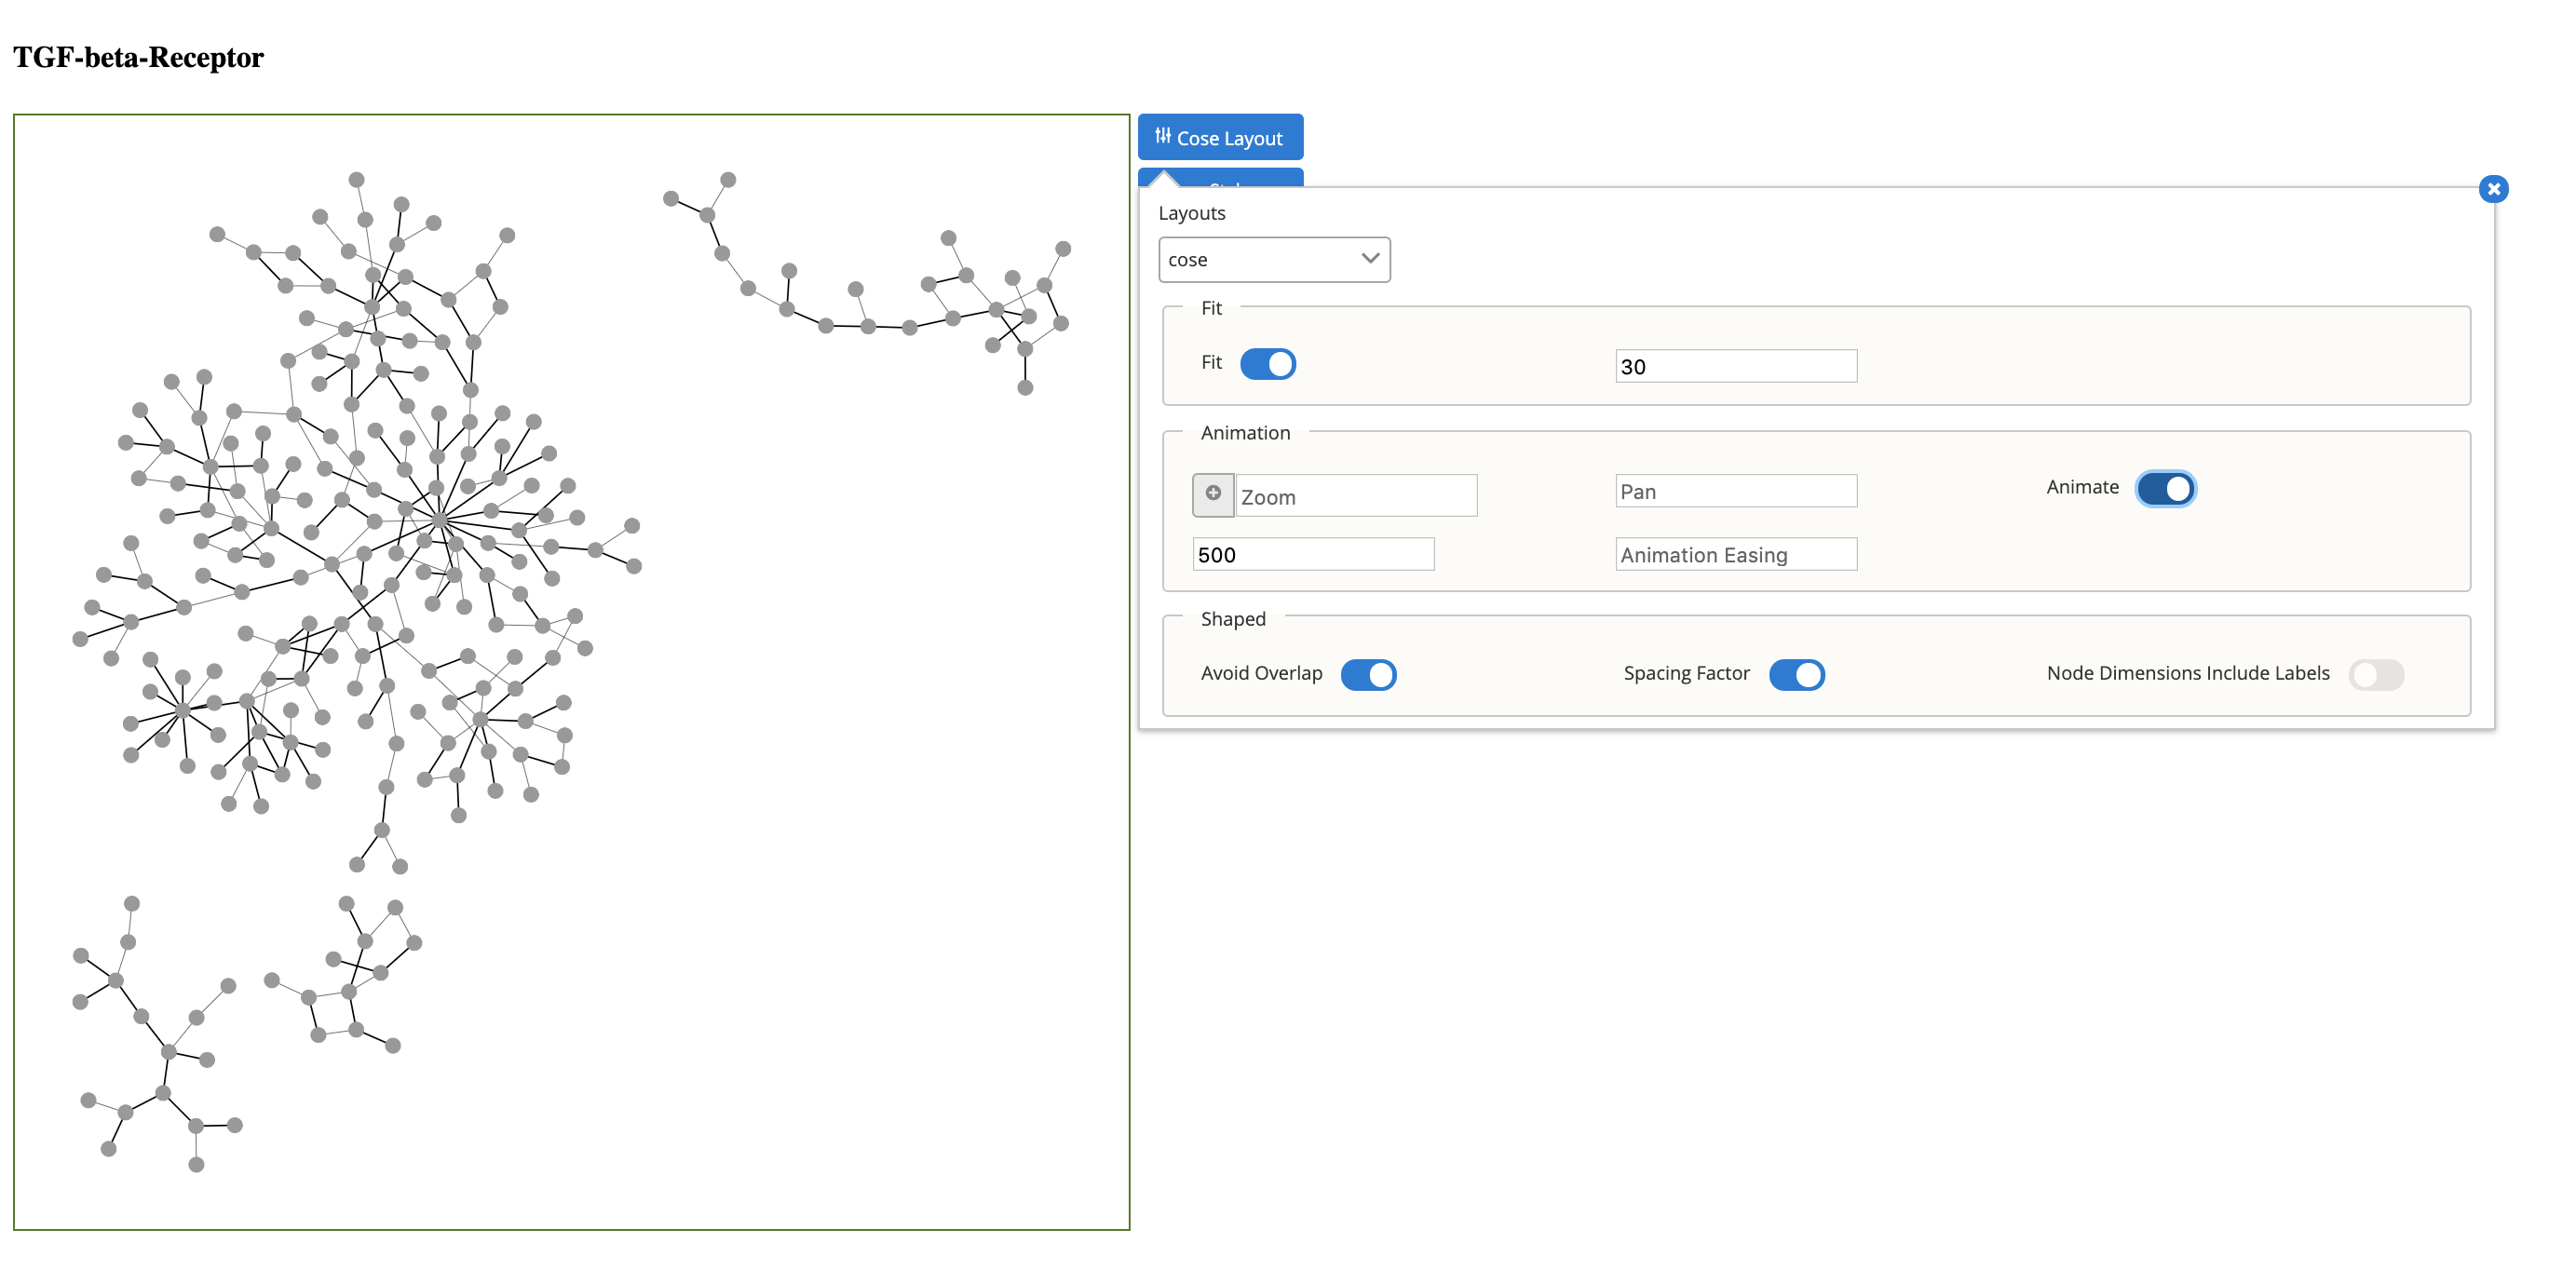 TGF-beta-Receptor
Cose Layout
Layouts
cose
Fit
Fit
30
Animation
Zoom
Pan
Animate
500
Animation Easing
Shaped
Avoid Overlap
Spacing Factor
Node Dimensions Include Labels